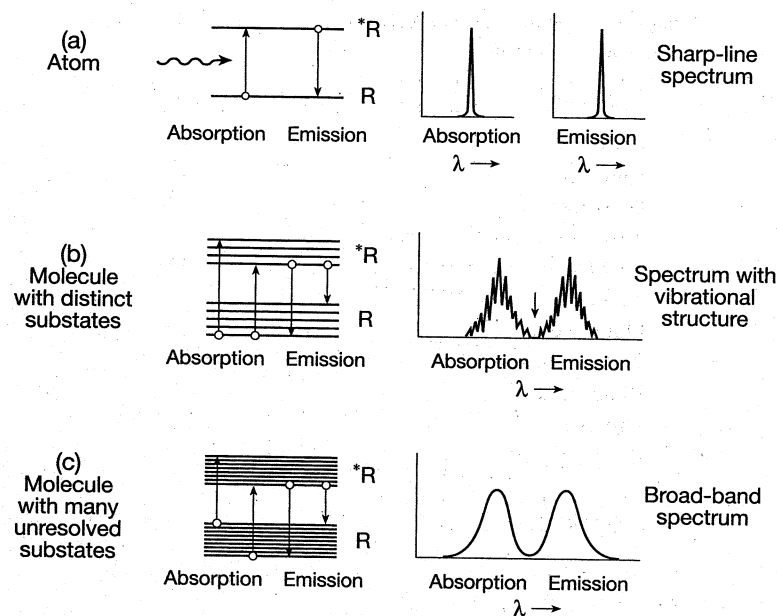 (a)
Atom
*R
R
Absorption Emission
Absorption
λ →
Emission
λ →
Sharp-line
spectrum
(b)
Molecule
with distinct
substates
*R
R
Absorption Emission
Absorption Emission
λ →
Spectrum with
vibrational
structure
(c)
Molecule
with many
unresolved
substates
*R
R
Absorption Emission
Absorption Emission
λ →
Broad-band
spectrum